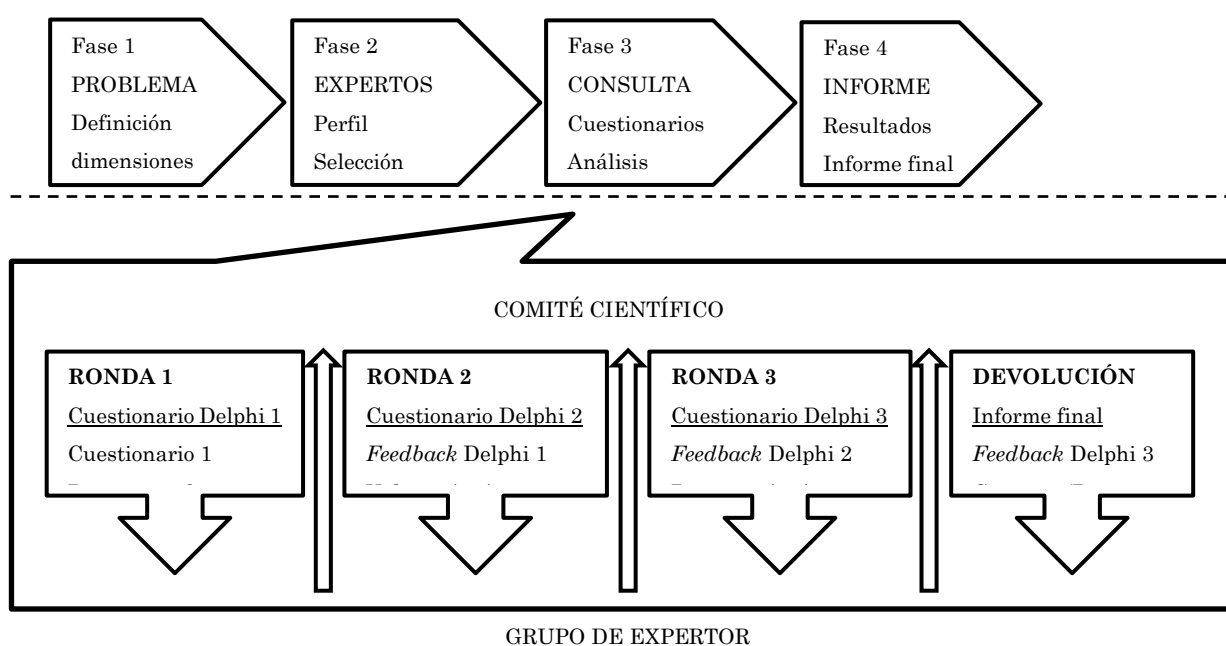 Fase 1
PROBLEMA
Definición
dimensiones
Fase 2
EXPERTOS
Perfil
Selección
Fase 3
CONSULTA
Cuestionarios
Análisis
Fase 4
INFORME
Resultados
Informe final
COMITÉ CIENTÍFICO
RONDA 1
Cuestionario Delphi 1
Cuestionario 1
RONDA 2
Cuestionario Delphi 2
Feedback Delphi 1
RONDA 3
Cuestionario Delphi 3
Feedback Delphi 2
DEVOLUCIÓN
Informe final
Feedback Delphi 3
GRUPO DE EXPERTOR